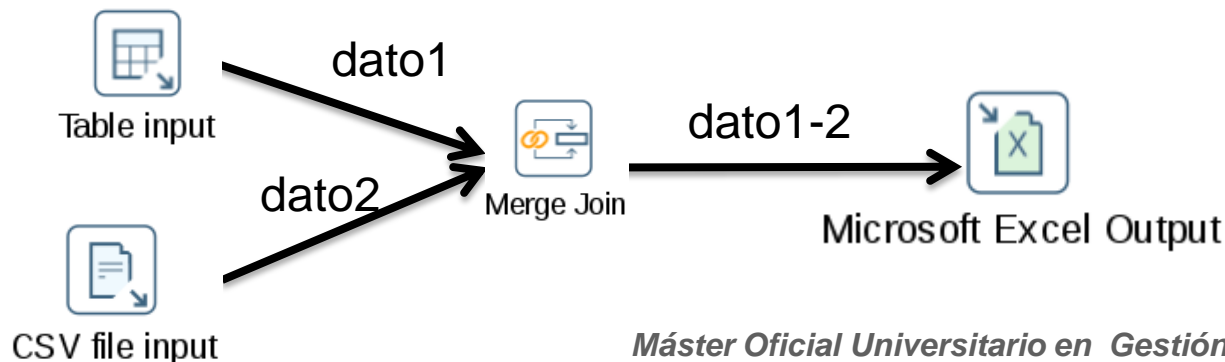 Table input
dato1
dato2
CSV file input
Merge Join
dato1-2
Microsoft Excel Output
Máster Oficial Universitario en Gestión